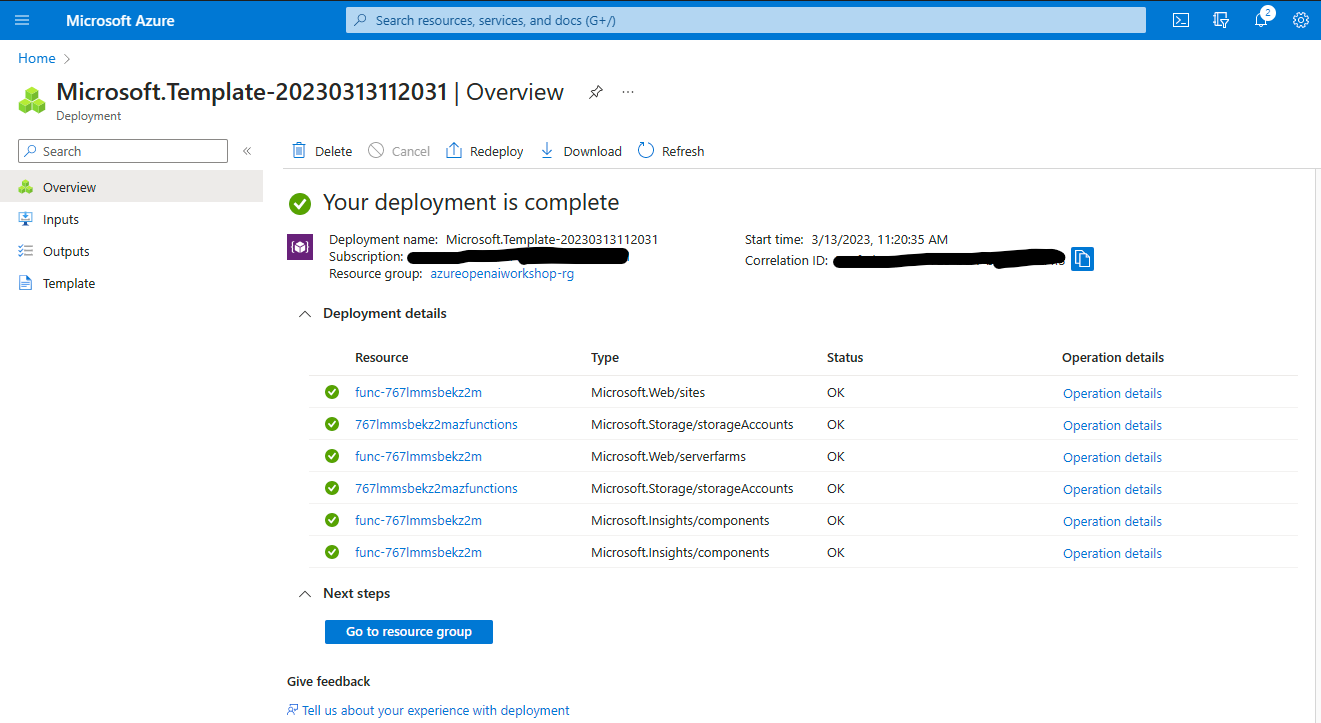 Microsoft Azure
Search resources, services, and docs (G+/)
2
Home
Microsoft.Template-20230313112031 | Overview
Deployment
Search
Delete
Cancel
Redeploy
Download
Refresh
Overview
Inputs
Outputs
Template
Your deployment is complete
Deployment name: Microsoft.Template-20230313112031
Subscription:
Resource group: azureopenaiworkshop-rg
Start time: 3/13/2023, 11:20:35 AM
Correlation ID:
Deployment details
Resource Type Status Operation details
func-767lmmsbekz2m Microsoft.Web/sites OK Operation details
767lmmsbekz2mazfunctions Microsoft.Storage/storageAccounts OK Operation details
func-767lmmsbekz2m Microsoft.Web/serverfarms OK Operation details
767lmmsbekz2mazfunctions Microsoft.Storage/storageAccounts OK Operation details
func-767lmmsbekz2m Microsoft.Insights/components OK Operation details
func-767lmmsbekz2m Microsoft.Insights/components OK Operation details
Next steps
Go to resource group
Give feedback
Tell us about your experience with deployment